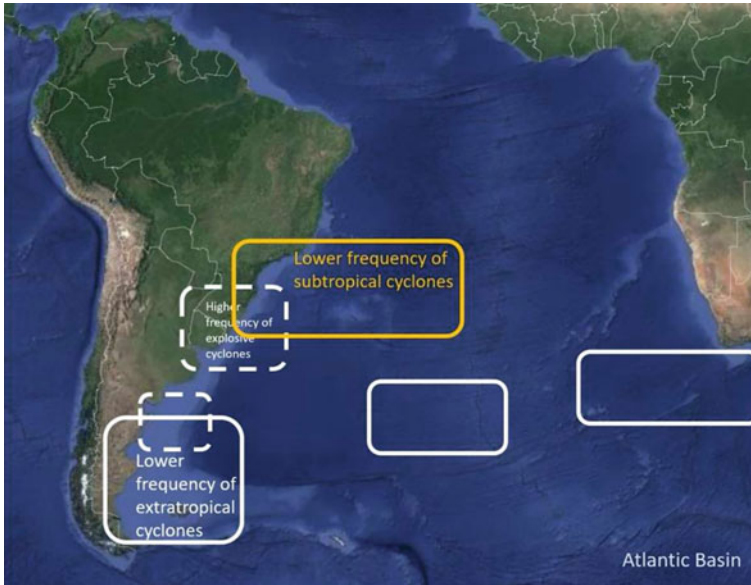 Lower frequency of
subtropical cyclones
Higher
frequency of
explosive
cyclones
Lower
frequency of
extratropical
cyclones
Atlantic Basin